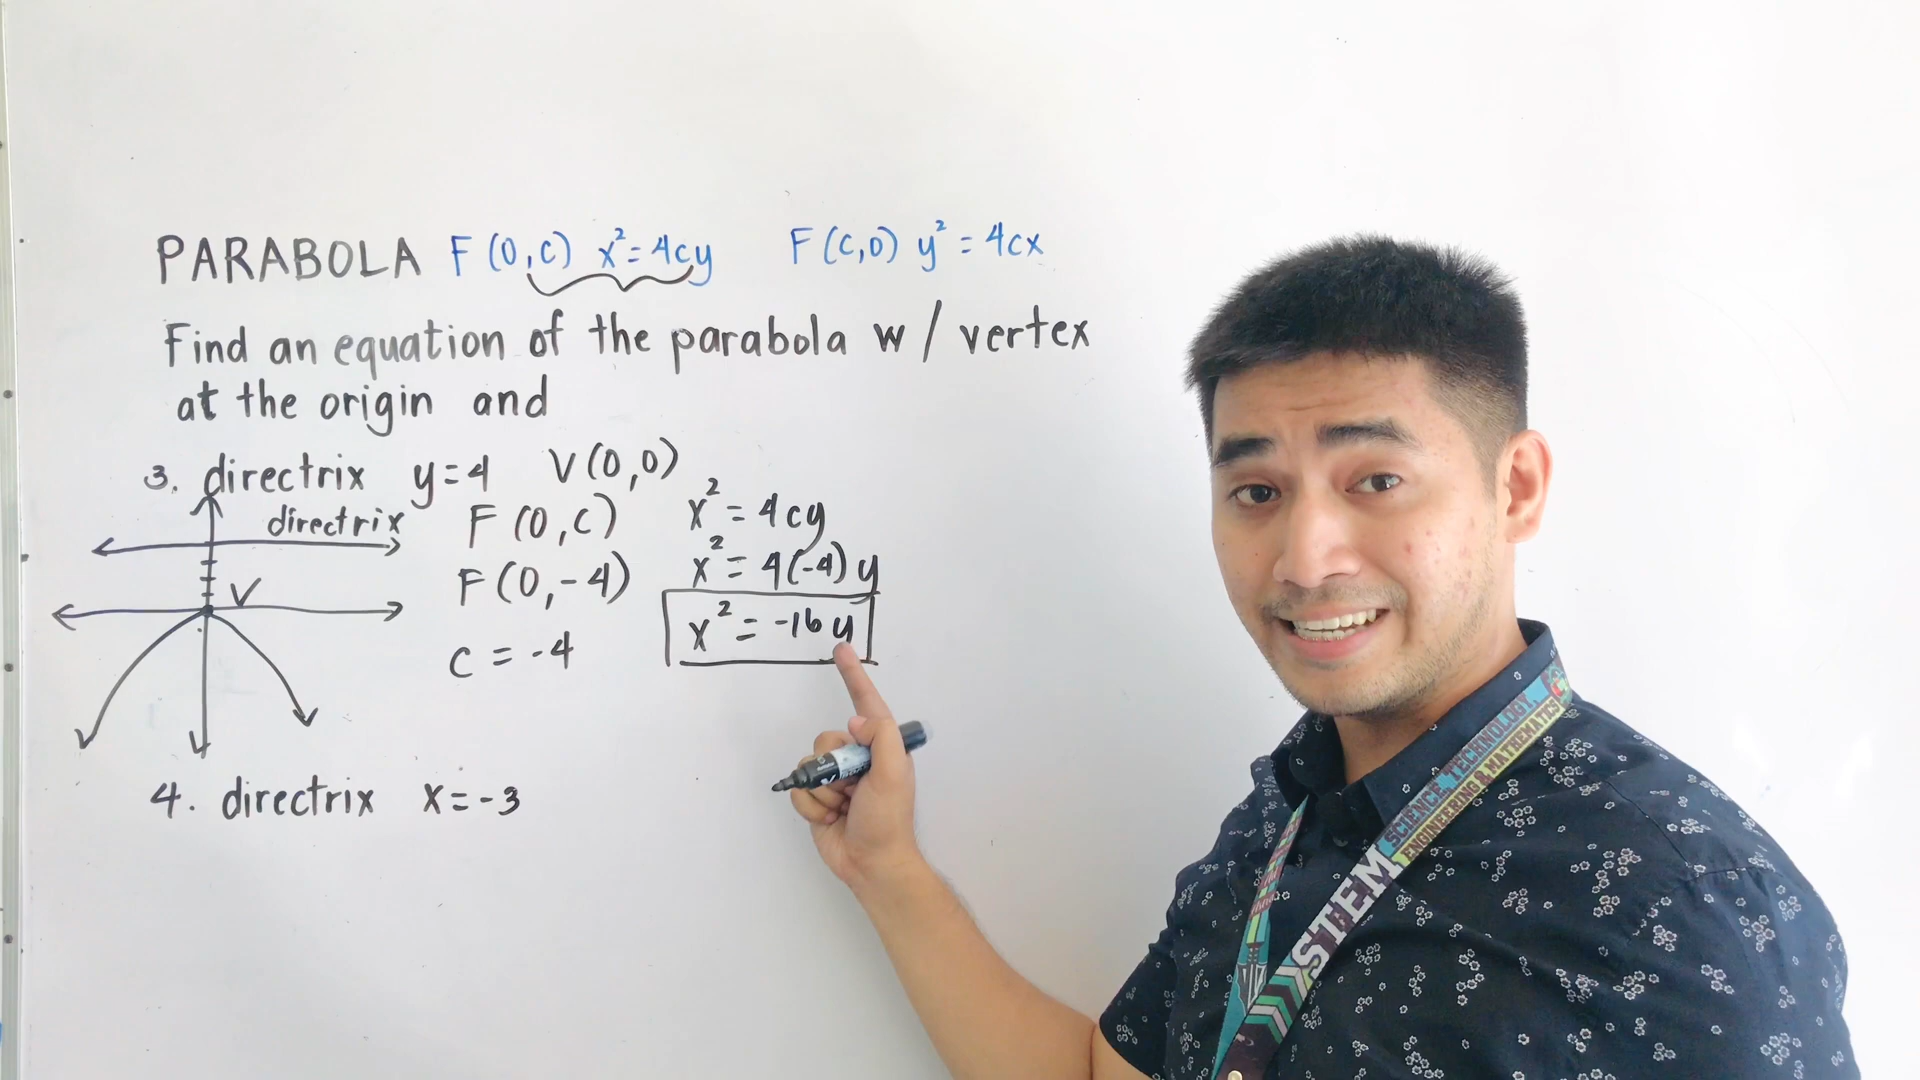 PARABOLA F(0,c) x²=4cy F(c,0) y²=4cx
Find an equation of the parabola w/ vertex
at the origin and
3. directrix y=4 V(0,0)
directrix
V
F(0,c)
F(0,-4)
c = -4
x² = 4cy
x² = 4(-4)y
x² = -16y
4. directrix x=-3
STEM
SCIENCE, TECHNOLOGY,
ENGINEERING & MATHEMATICS